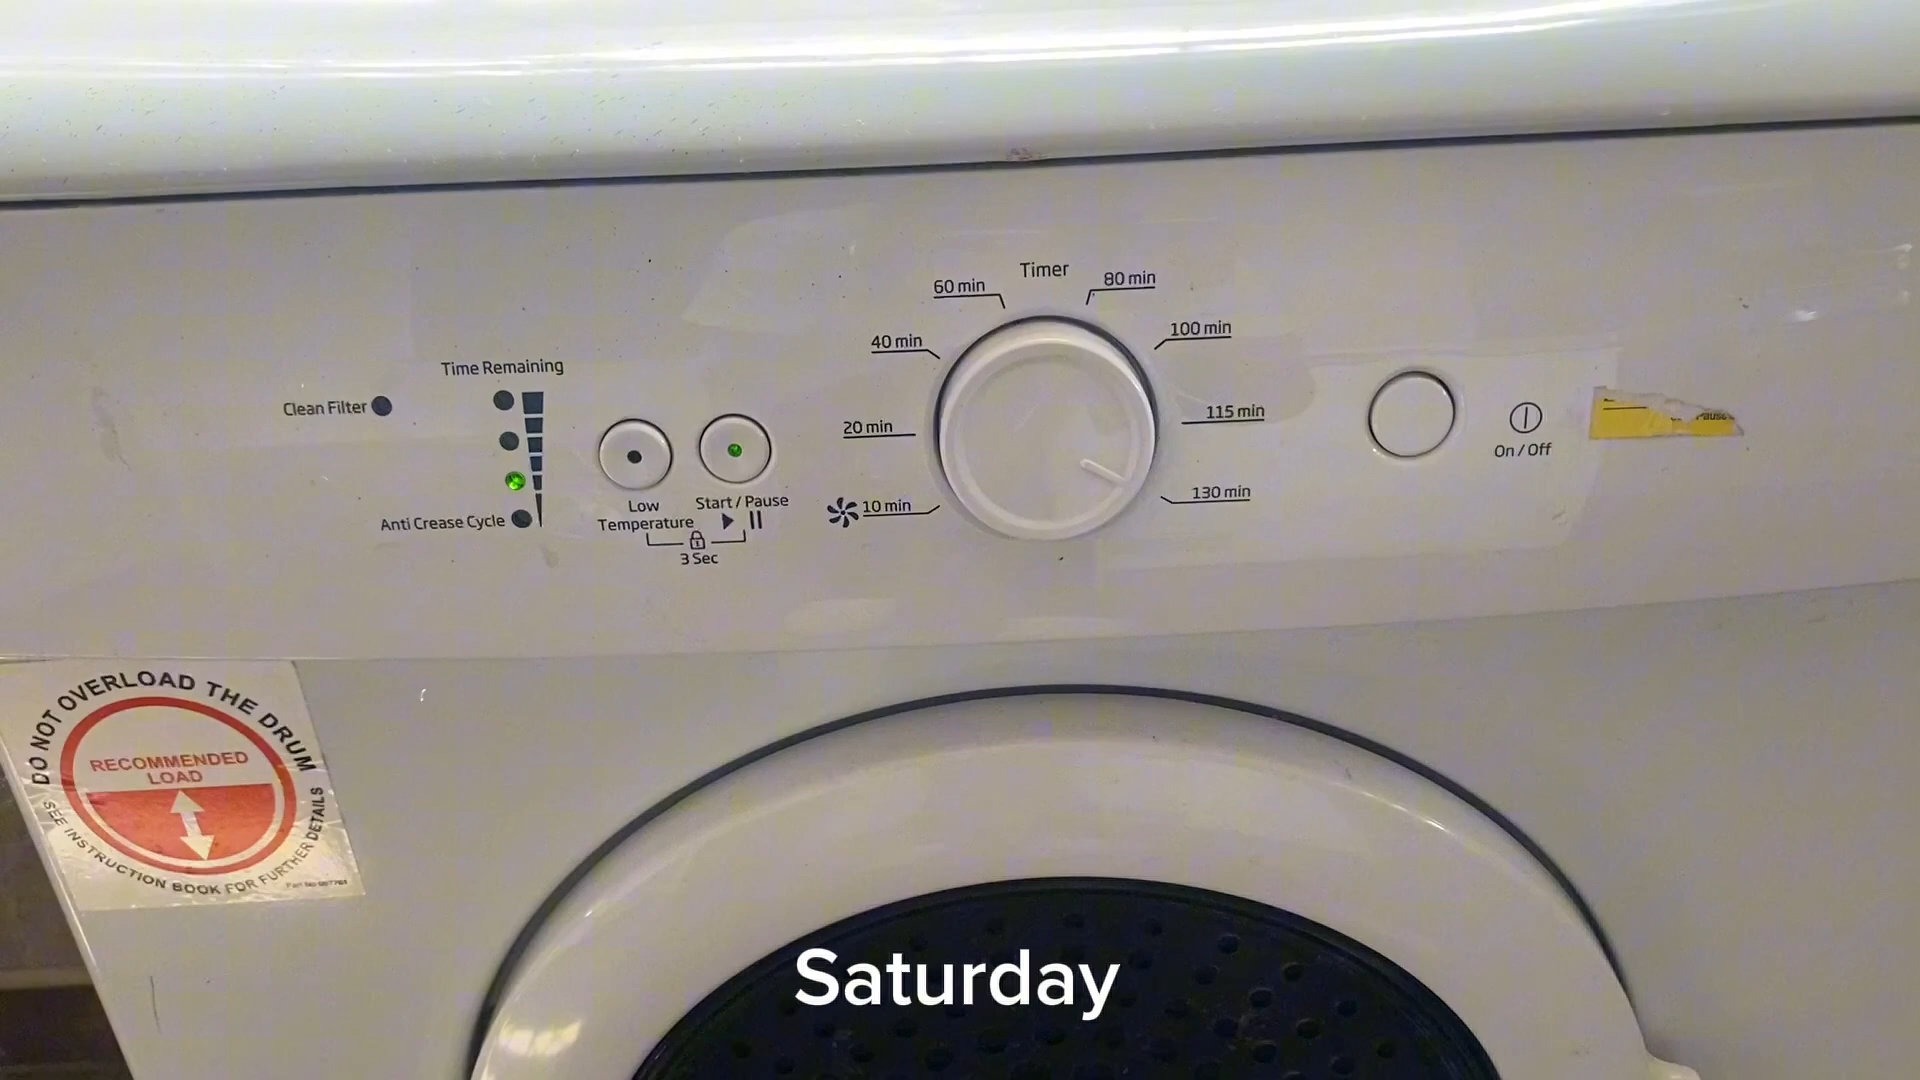 Timer
60 min
80 min
40 min
100 min
20 min
115 min
10 min
130 min
Time Remaining
Clean Filter
Anti Crease Cycle
Low
Temperature
Start / Pause
3 Sec
On / Off
Pause
DO NOT OVERLOAD THE DRUM
RECOMMENDED
LOAD
SEE INSTRUCTION BOOK FOR FURTHER DETAILS
Saturday